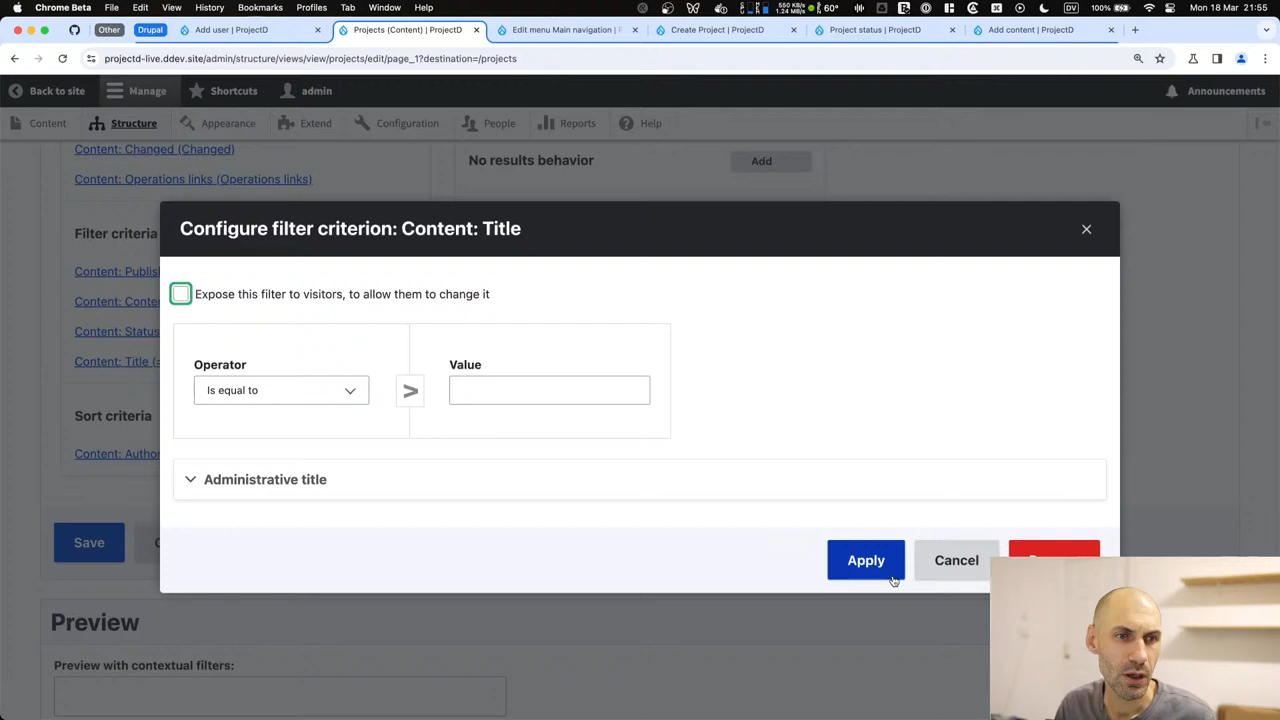 Chrome Beta File Edit View History Bookmarks Profiles Tab Window Help
DV 100% Mon 18 Mar 21:55
Other Drupal Add user | ProjectD Projects (Content) | ProjectD Edit menu Main navigation | Create Project | ProjectD Project status | ProjectD Add content | ProjectD
projectd-live.ddev.site/admin/structure/views/view/projects/edit/page_1?destination=/projects
Back to site Manage Shortcuts admin Announcements
Content Structure Appearance Extend Configuration People Reports Help
Content: Changed (Changed)
No results behavior Add
Content: Operations links (Operations links)
Configure filter criterion: Content: Title
Filter criteria
Content: Publis
Expose this filter to visitors, to allow them to change it
Content: Conte
Content: Status
Content: Title (=
Operator Value
Is equal to >
Sort criteria
Content: Autho
Administrative title
Save
Apply Cancel
Preview
Preview with contextual filters: